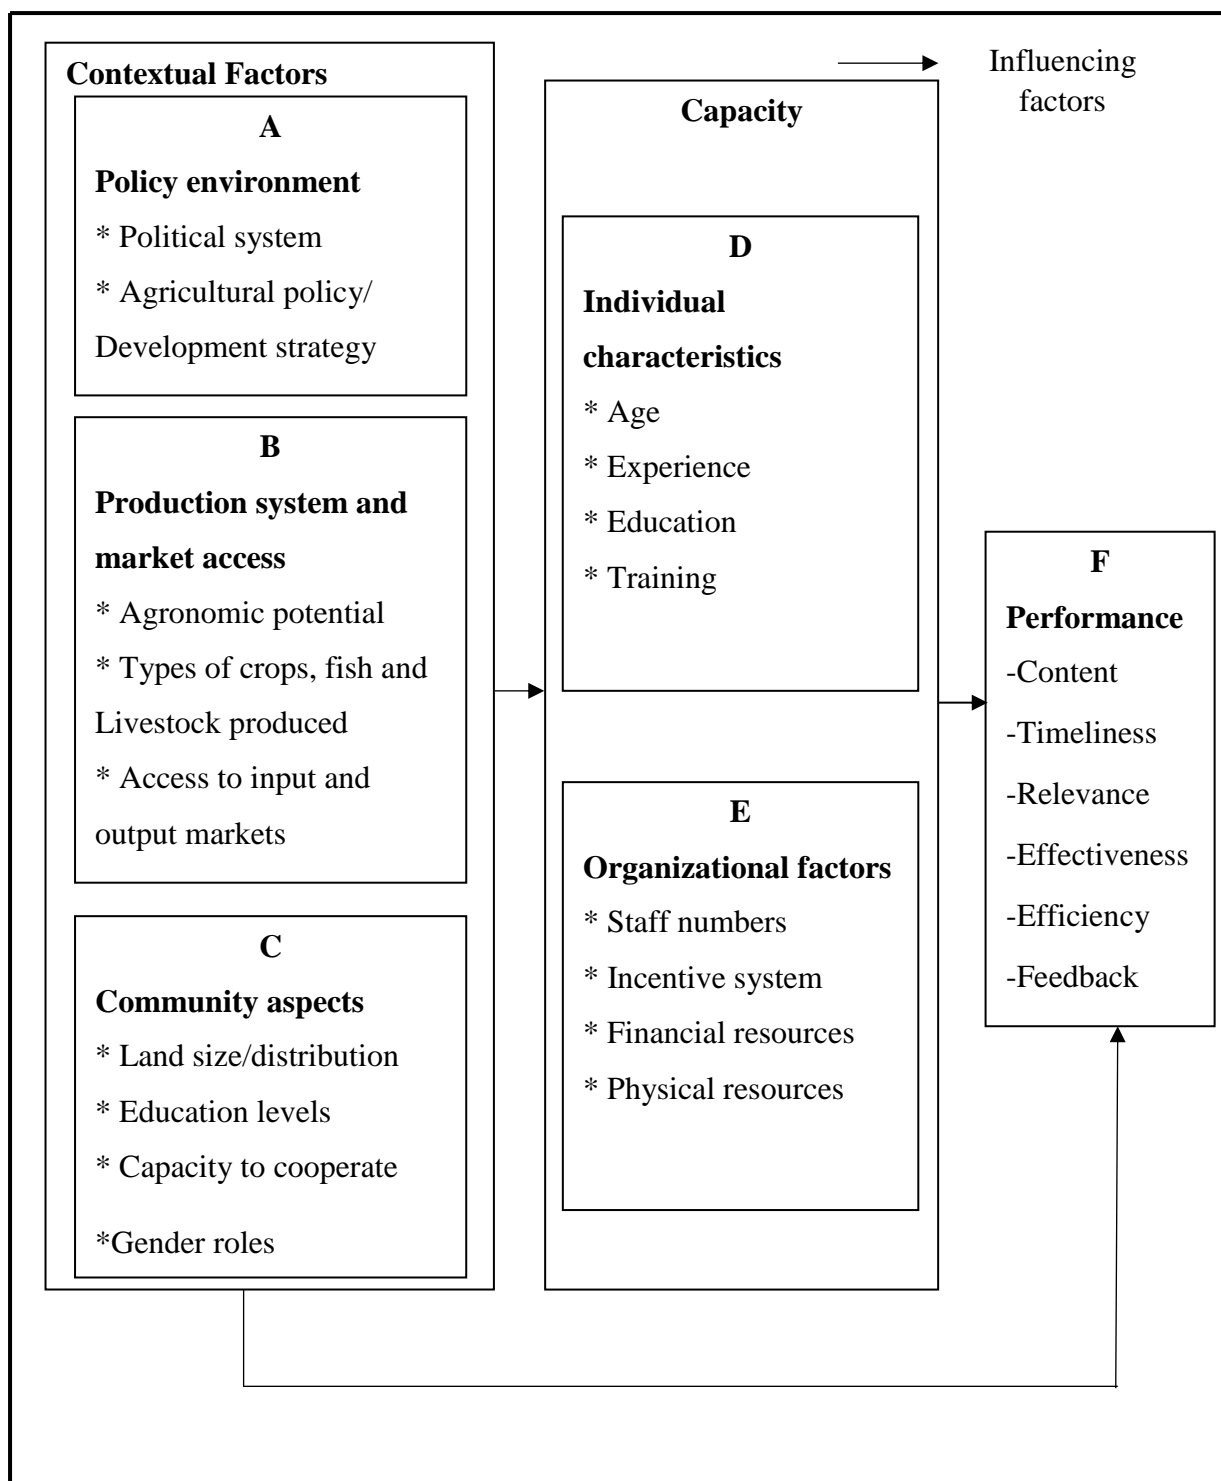 Contextual Factors
A
Policy environment
* Political system
* Agricultural policy/
Development strategy
B
Production system and
market access
* Agronomic potential
* Types of crops, fish and
Livestock produced
* Access to input and
output markets
C
Community aspects
* Land size/distribution
* Education levels
* Capacity to cooperate
*Gender roles
Capacity
D
Individual
characteristics
* Age
* Experience
* Education
* Training
E
Organizational factors
* Staff numbers
* Incentive system
* Financial resources
* Physical resources
Influencing
factors
F
Performance
-Content
-Timeliness
-Relevance
-Effectiveness
-Efficiency
-Feedback